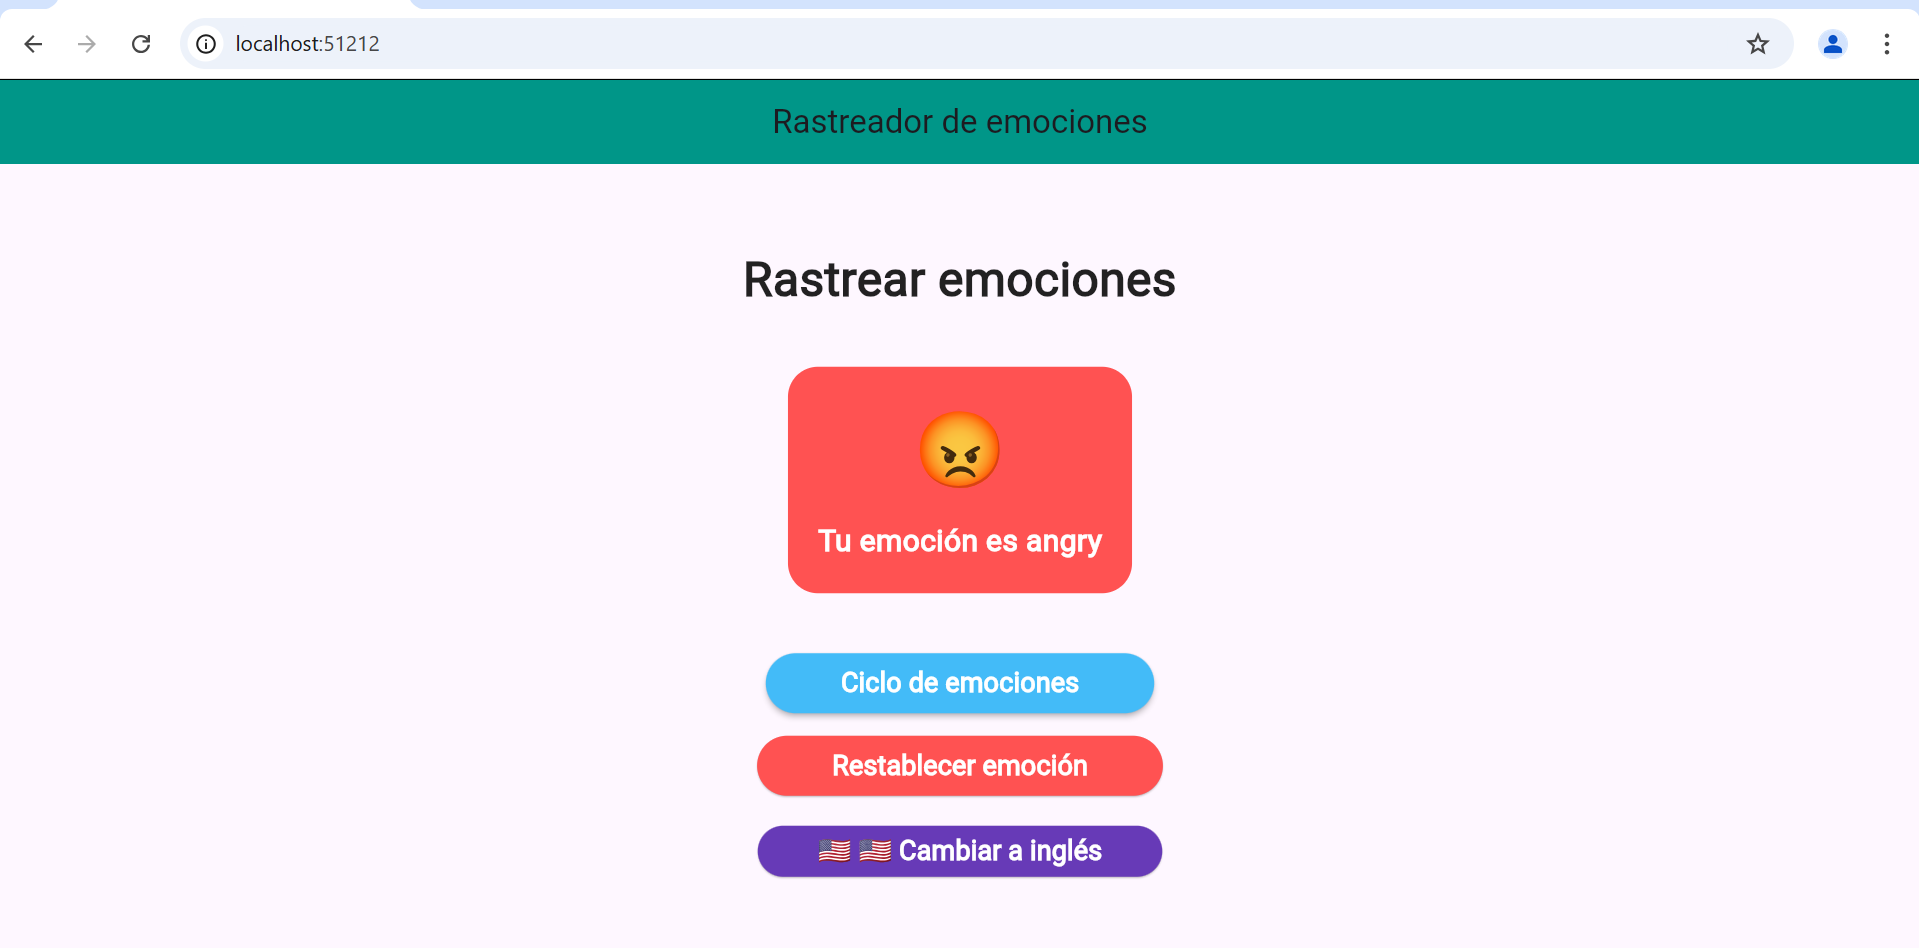 localhost:51212
Rastreador de emociones
Rastrear emociones
😡
Tu emoción es angry
Ciclo de emociones
Restablecer emoción
🇺🇸 🇺🇸 Cambiar a inglés